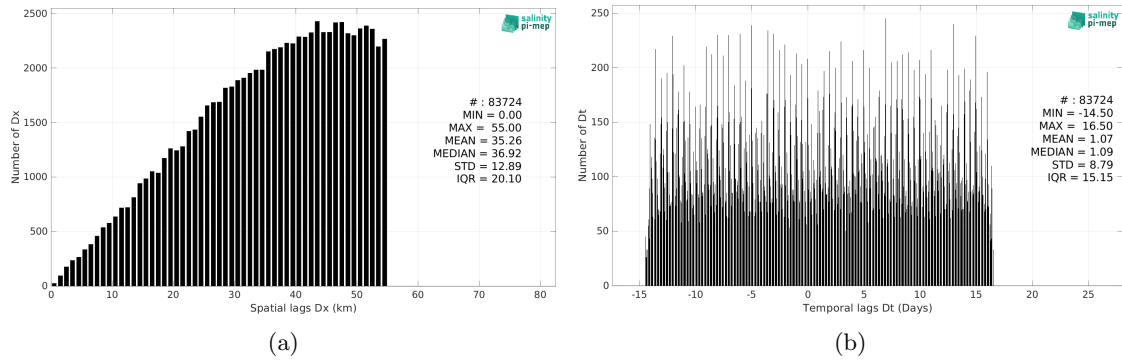 2500
2000
1500
1000
500
0
Number of Dx
salinity
pi-mep
# : 83724
MIN = 0.00
MAX = 55.00
MEAN = 35.26
MEDIAN = 36.92
STD = 12.89
IQR = 20.10
0 10 20 30 40 50 60 70 80
Spatial lags Dx (km)
(a)
250
200
150
100
50
0
Number of Dt
salinity
pi-mep
# : 83724
MIN = -14.50
MAX = 16.50
MEAN = 1.07
MEDIAN = 1.09
STD = 8.79
IQR = 15.15
-15 -10 -5 0 5 10 15 20 25
Temporal lags Dt (Days)
(b)